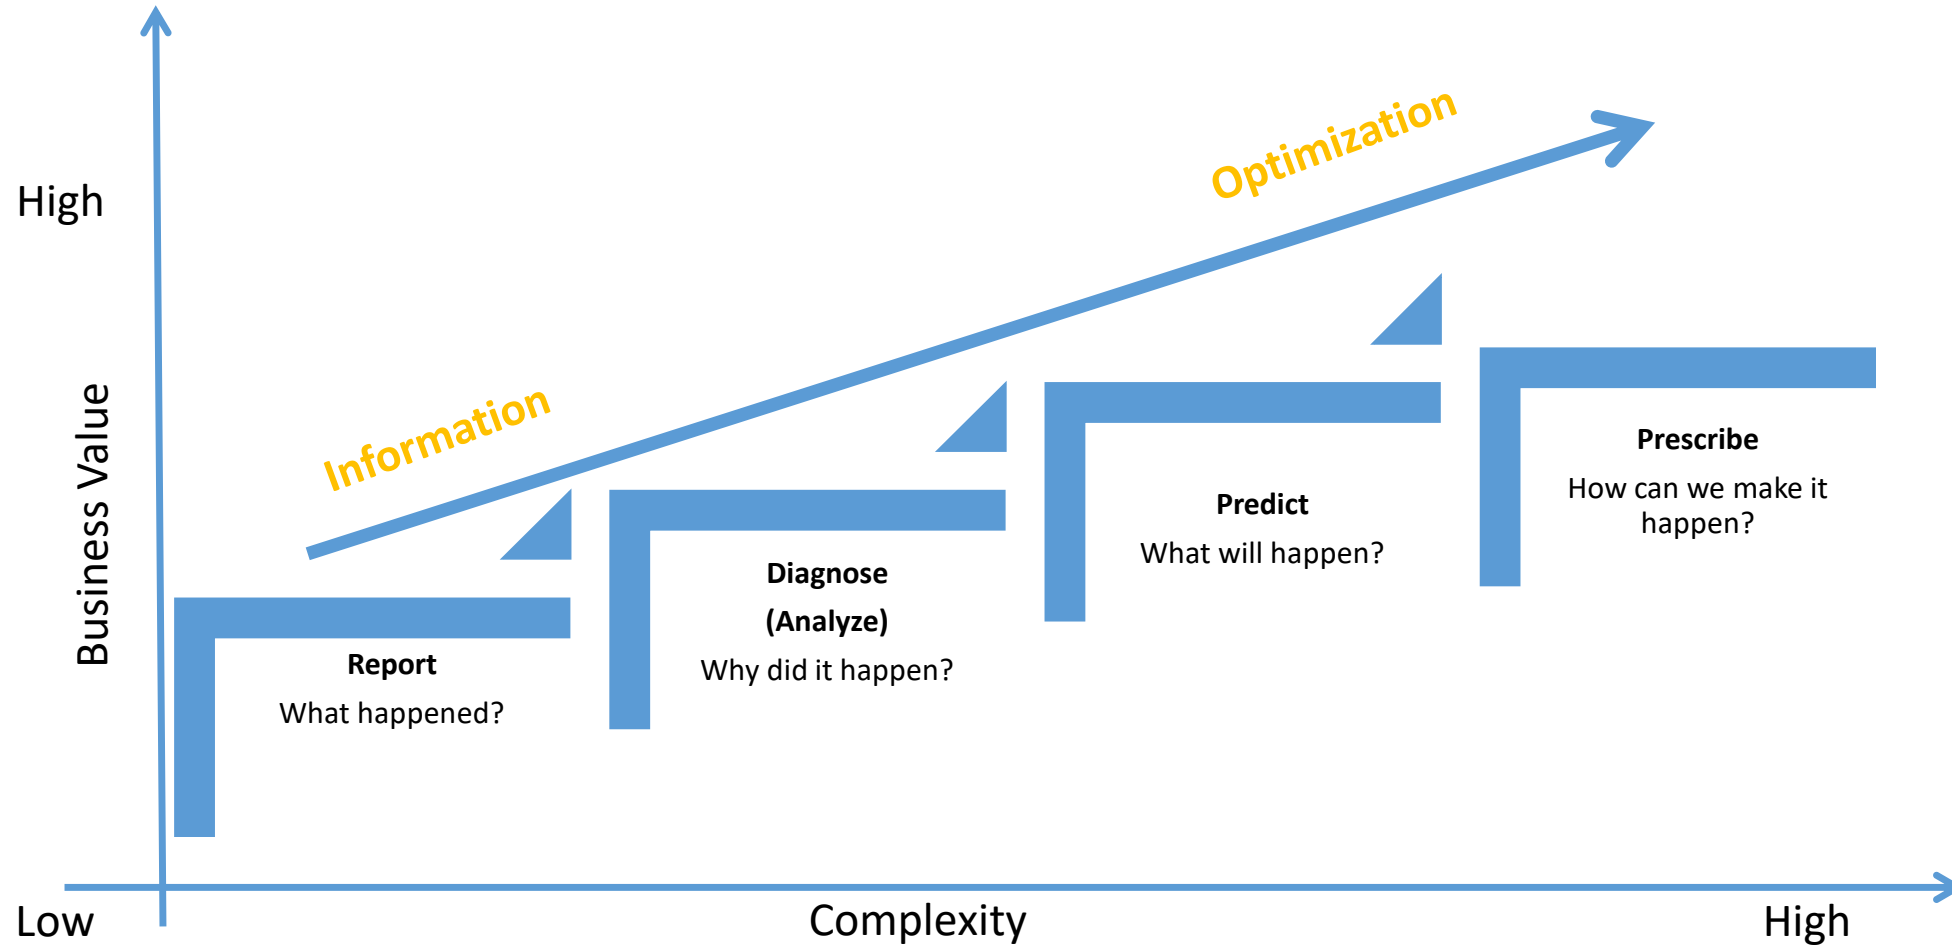 High
Business Value
Low
Complexity
High
Information
Optimization
Report
What happened?
Diagnose
(Analyze)
Why did it happen?
Predict
What will happen?
Prescribe
How can we make it
happen?